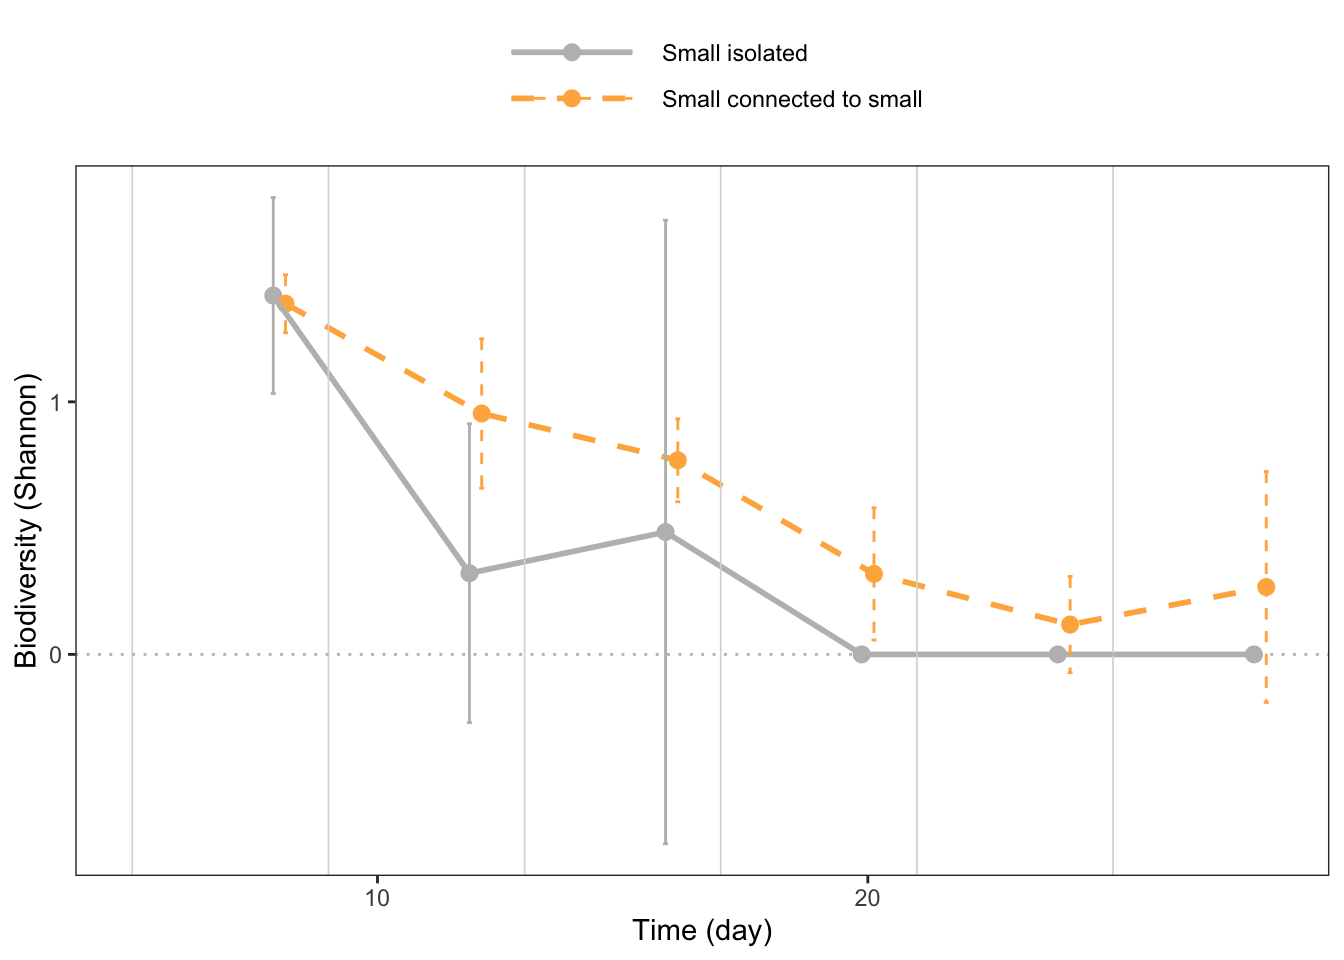 Small isolated
Small connected to small
Biodiversity (Shannon)
1
0
10
20
Time (day)